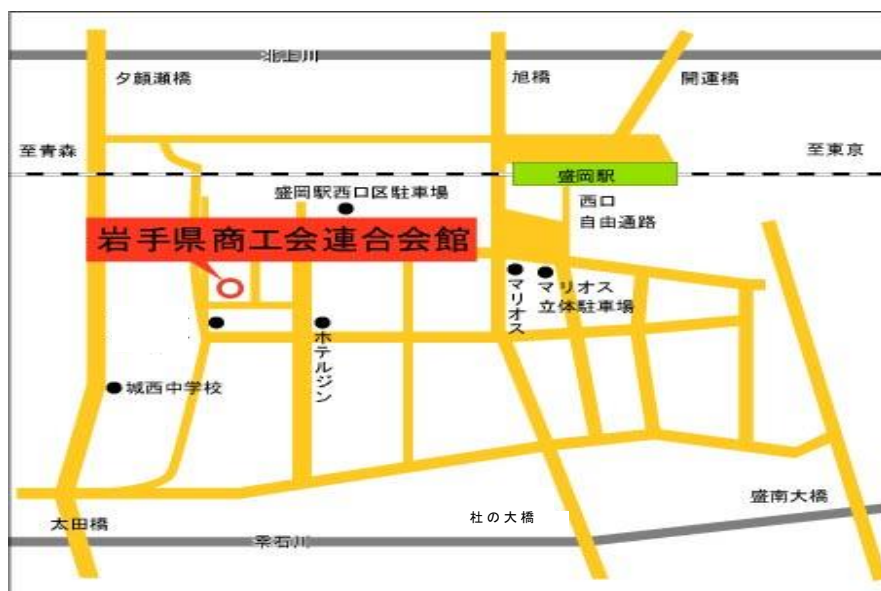 北上川
夕顔瀬橋
旭橋
開運橋
至青森
至東京
盛岡駅
盛岡駅西口区駐車場
西口
自由通路
岩手県商工会連合会館
マリオス
マリオス
立体駐車場
ホテルジン
城西中学校
盛南大橋
杜の大橋
太田橋
雫石川